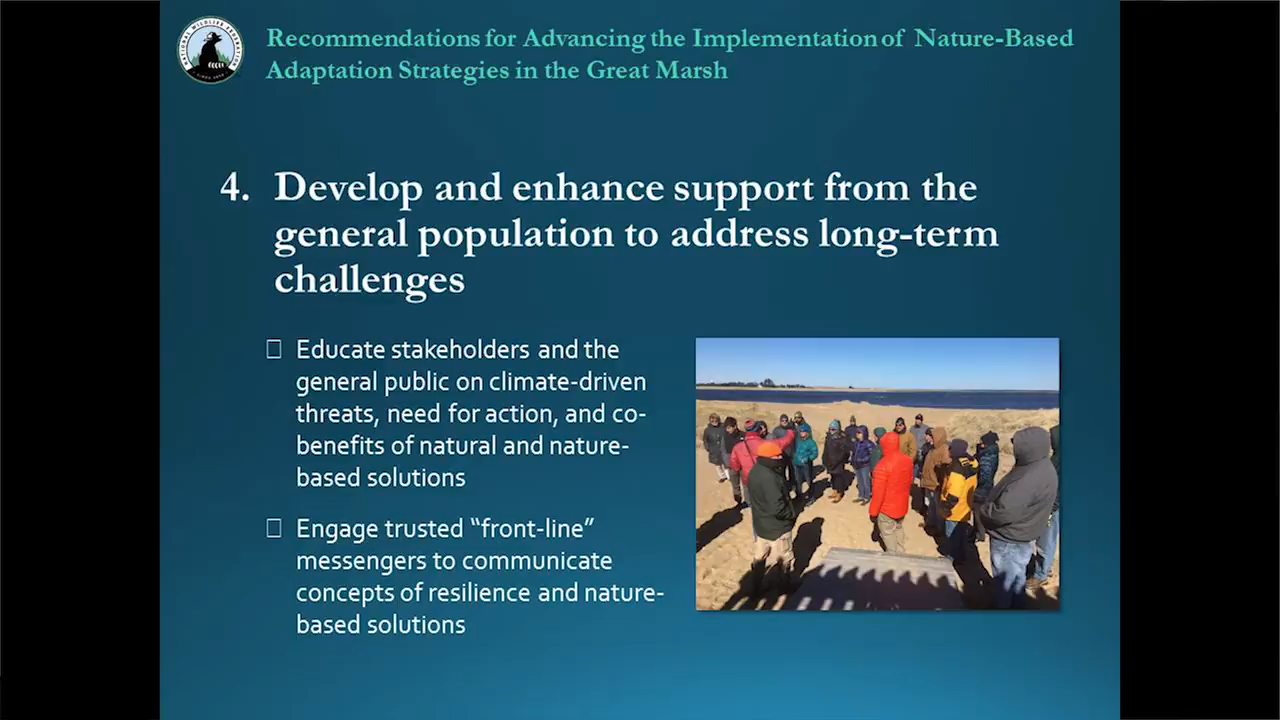 Recommendations for Advancing the Implementation of Nature-Based
Adaptation Strategies in the Great Marsh
4. Develop and enhance support from the
general population to address long-term
challenges
Educate stakeholders and the
general public on climate-driven
threats, need for action, and co-
benefits of natural and nature-
based solutions
Engage trusted “front-line”
messengers to communicate
concepts of resilience and nature-
based solutions
NATIONAL WILDLIFE FEDERATION